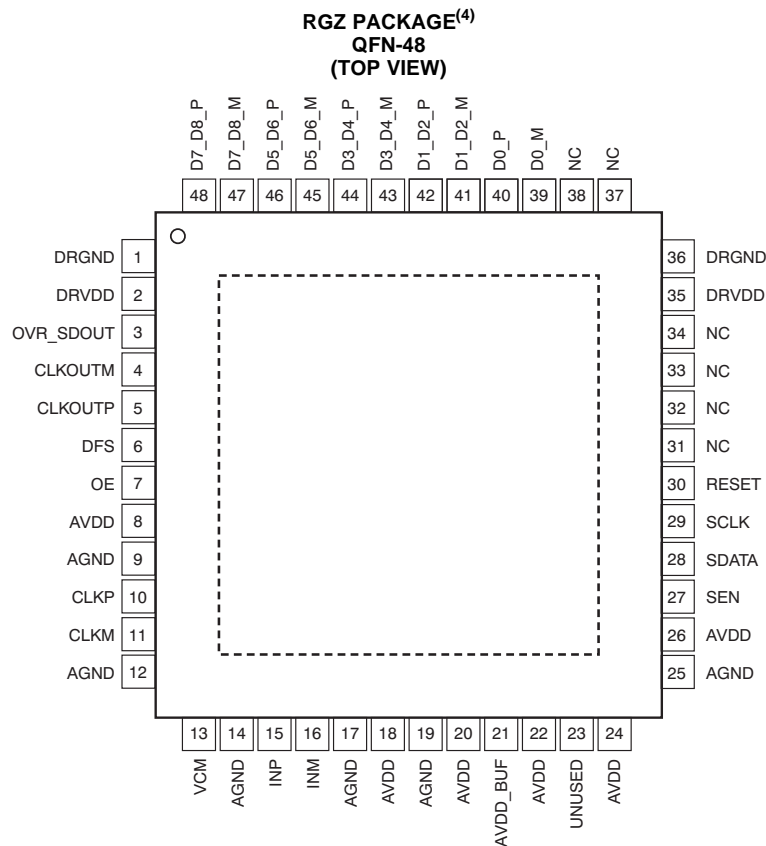 RGZ PACKAGE(4)
QFN-48
(TOP VIEW)
D7_D8_P
D7_D8_M
D5_D6_P
D5_D6_M
D3_D4_P
D3_D4_M
D1_D2_P
D1_D2_M
D0_P
D0_M
NC
NC
48 47 46 45 44 43 42 41 40 39 38 37
DRGND 1
DRVDD 2
OVR_SDOUT 3
CLKOUTM 4
CLKOUTP 5
DFS 6
OE 7
AVDD 8
AGND 9
CLKP 10
CLKM 11
AGND 12
36 DRGND
35 DRVDD
34 NC
33 NC
32 NC
31 NC
30 RESET
29 SCLK
28 SDATA
27 SEN
26 AVDD
25 AGND
13 14 15 16 17 18 19 20 21 22 23 24
VCM
AGND
INP
INM
AGND
AVDD
AGND
AVDD
AVDD_BUF
AVDD
UNUSED
AVDD